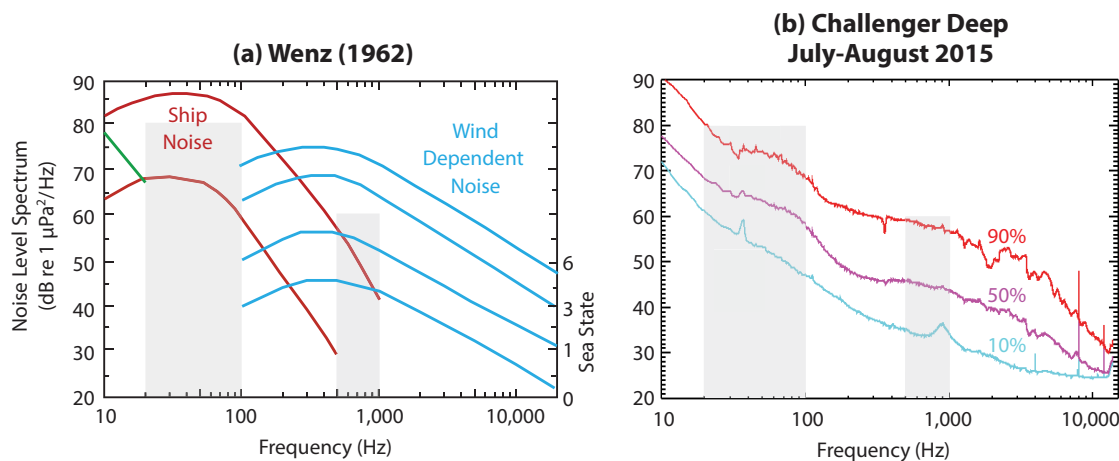 (a) Wenz (1962)
Noise Level Spectrum
(dB re 1 μPa²/Hz)
90
80
70
60
50
40
30
20
Ship
Noise
Wind
Dependent
Noise
6
3
1
0
Sea State
10
100
1,000
10,000
Frequency (Hz)
(b) Challenger Deep
July-August 2015
90
80
70
60
50
40
30
20
90%
50%
10%
10
100
1,000
10,000
Frequency (Hz)